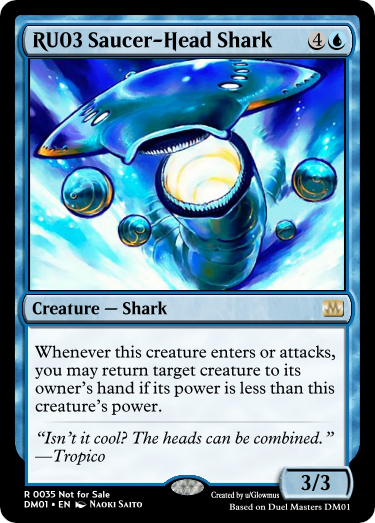 RU03 Saucer-Head Shark 4
Creature — Shark
Whenever this creature enters or attacks,
you may return target creature to its
owner's hand if its power is less than this
creature's power.
“Isn't it cool? The heads can be combined.”
—Tropico
3/3
R 0035 Not for Sale
DM01 • EN Naoki Saito
Created by u/Glowmus
Based on Duel Masters DM01